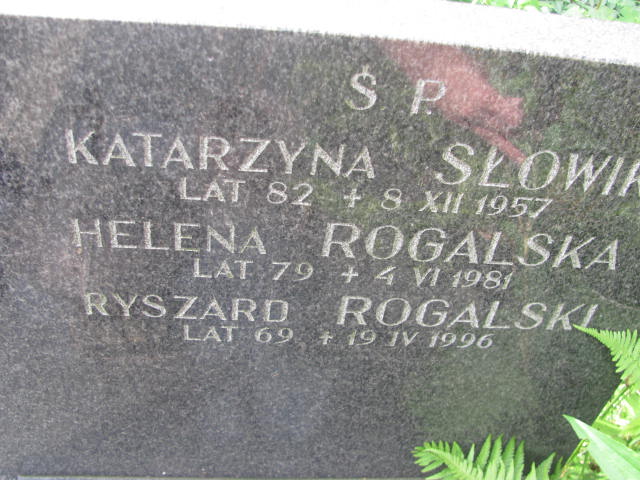 Ś P.
KATARZYNA SŁOWIK
LAT 82 + 8 XII 1957
HELENA ROGALSKA
LAT 79 + 4 VI 1981
RYSZARD ROGALSKI
LAT 69 + 19 IV 1996